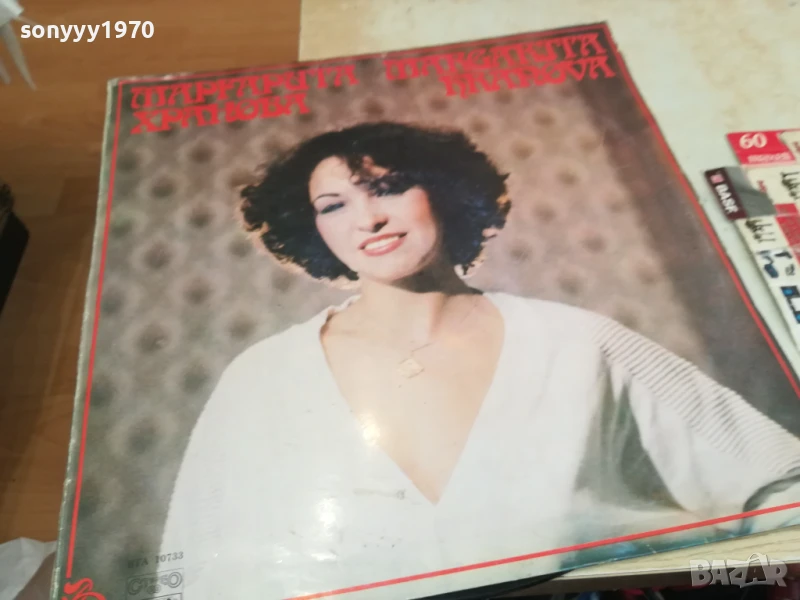 sonyyy1970
МАРГАРИТА MARGARITA
ХРАНОВА HRANOVA
60
BASF
ВТА 10733
BAZAR